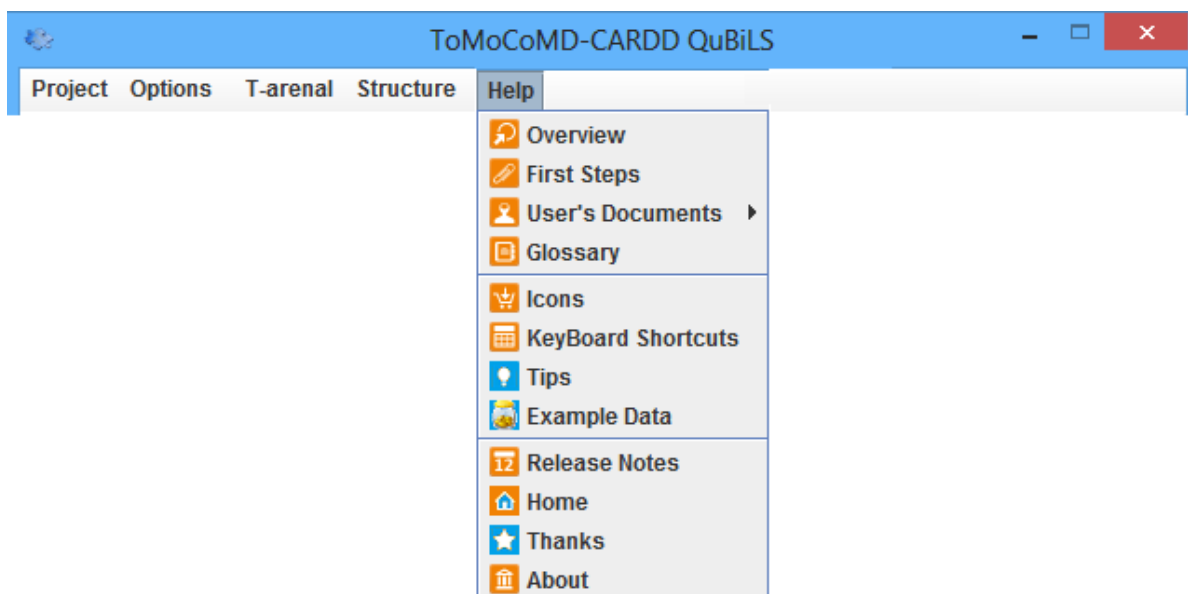 ToMoCoMD-CARDD QuBiLS
Project Options T-arenal Structure Help
Overview
First Steps
User's Documents
Glossary
Icons
KeyBoard Shortcuts
Tips
Example Data
12 Release Notes
Home
Thanks
About